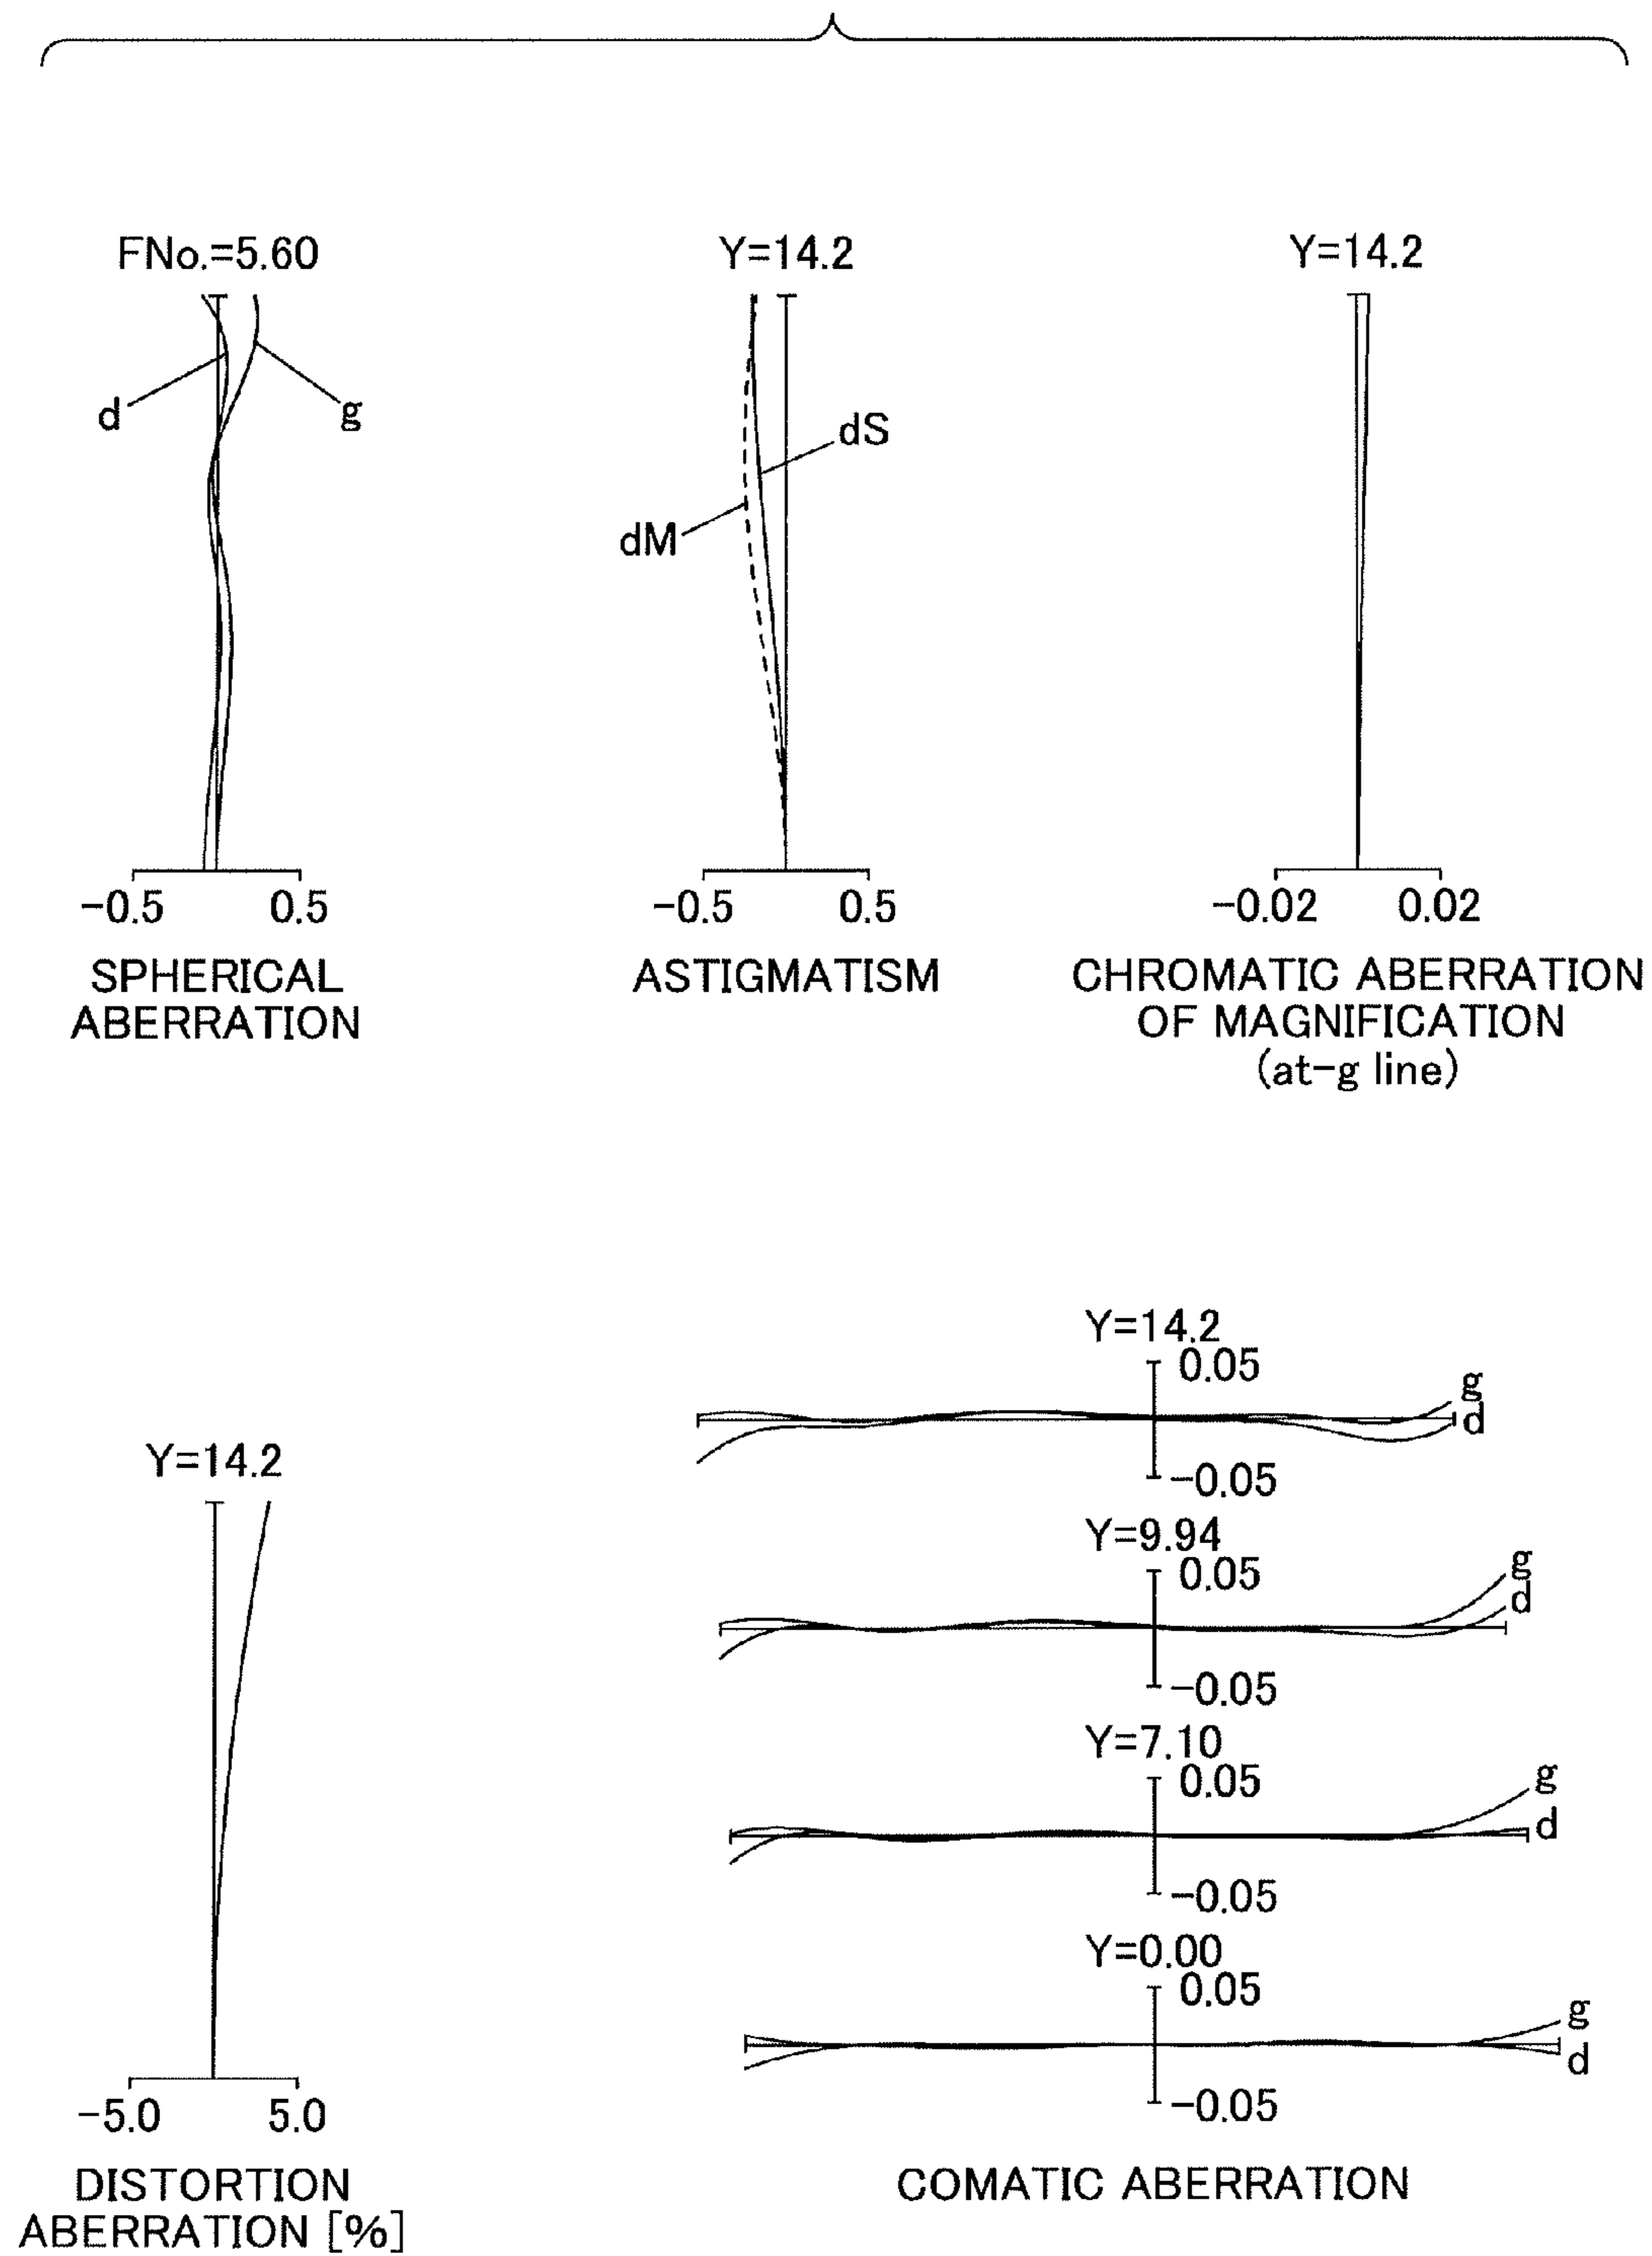 FNo.=5.60
d
g
-0.5
0.5
SPHERICAL
ABERRATION
Y=14.2
dS
dM
-0.5
0.5
ASTIGMATISM
Y=14.2
-0.02
0.02
CHROMATIC ABERRATION
OF MAGNIFICATION
(at-g line)
Y=14.2
-5.0
5.0
DISTORTION
ABERRATION [%]
Y=14.2
0.05
g
d
-0.05
Y=9.94
0.05
g
d
-0.05
Y=7.10
0.05
g
d
-0.05
Y=0.00
0.05
g
d
-0.05
COMATIC ABERRATION